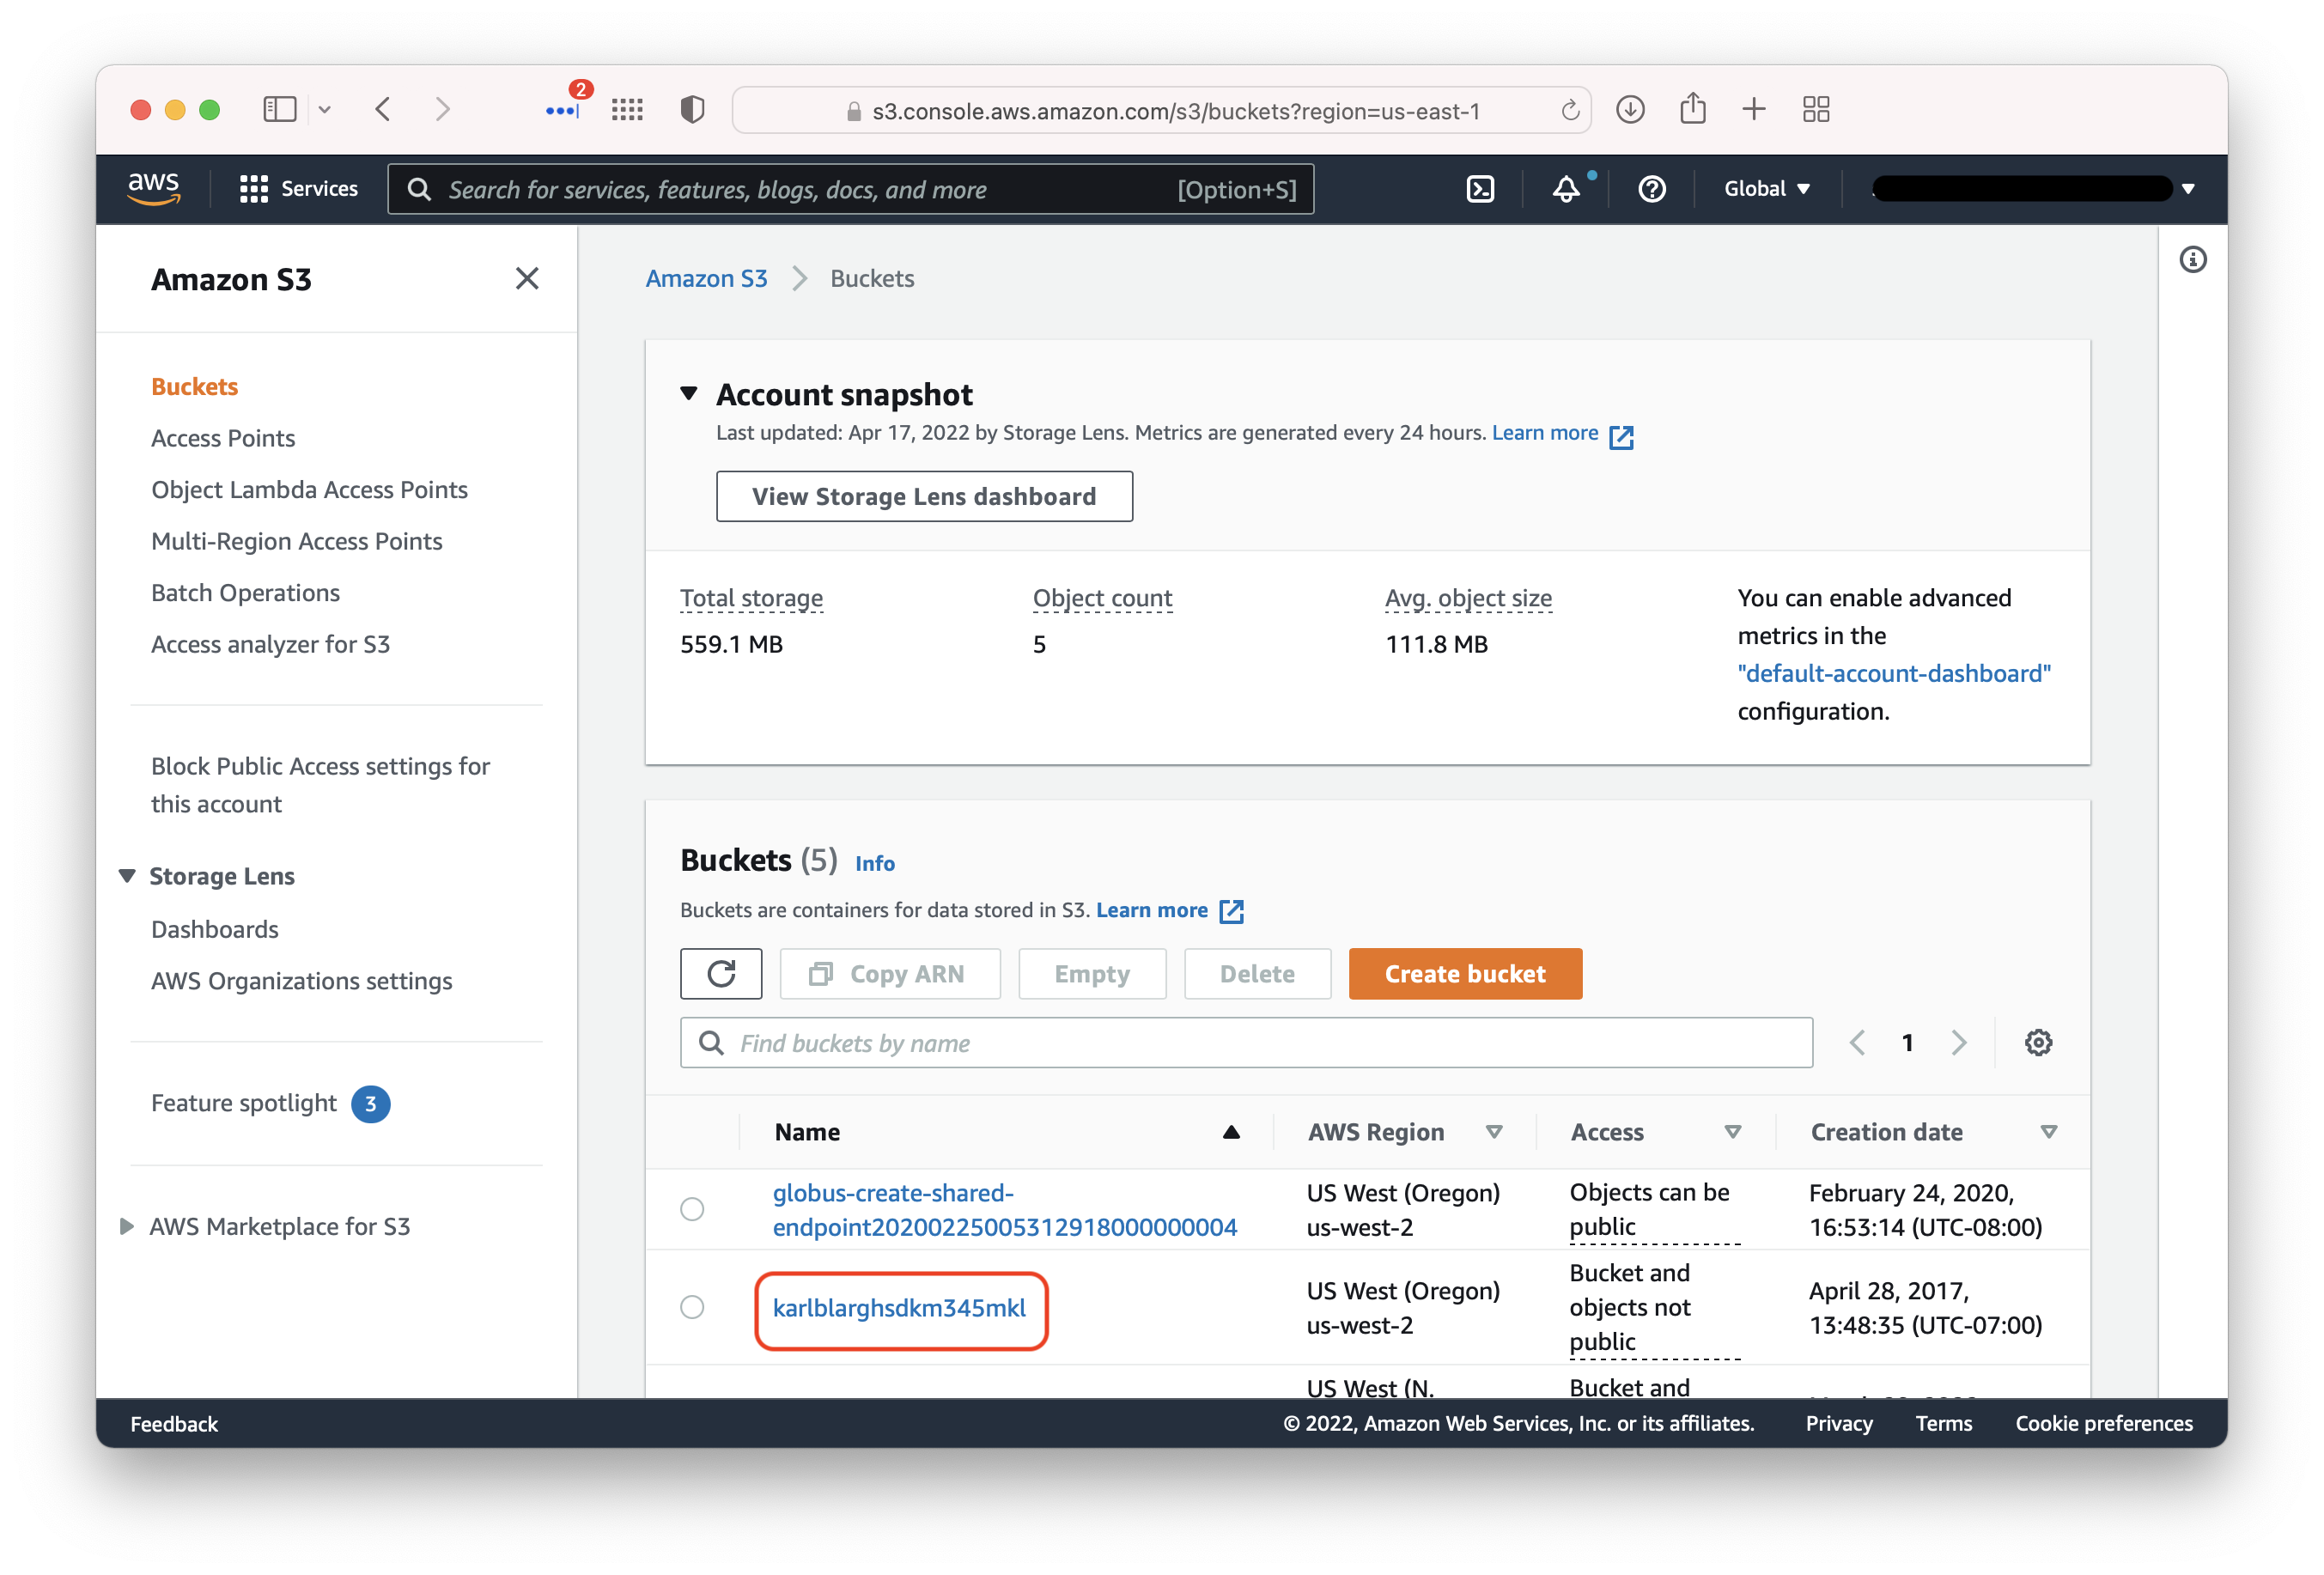 2
s3.console.aws.amazon.com/s3/buckets?region=us-east-1
aws
Services
Search for services, features, blogs, docs, and more
[Option+S]
Global
Amazon S3
Buckets
Access Points
Object Lambda Access Points
Multi-Region Access Points
Batch Operations
Access analyzer for S3
Block Public Access settings for
this account
Storage Lens
Dashboards
AWS Organizations settings
Feature spotlight 3
AWS Marketplace for S3
Amazon S3 Buckets
Account snapshot
Last updated: Apr 17, 2022 by Storage Lens. Metrics are generated every 24 hours. Learn more
View Storage Lens dashboard
Total storage
559.1 MB
Object count
5
Avg. object size
111.8 MB
You can enable advanced
metrics in the
"default-account-dashboard"
configuration.
Buckets (5) Info
Buckets are containers for data stored in S3. Learn more
Copy ARN
Empty
Delete
Create bucket
Find buckets by name
1
Name
AWS Region
Access
Creation date
globus-create-shared-
endpoint20200225005312918000000004
US West (Oregon)
us-west-2
Objects can be
public
February 24, 2020,
16:53:14 (UTC-08:00)
karlblarghsdkm345mkl
US West (Oregon)
us-west-2
Bucket and
objects not
public
April 28, 2017,
13:48:35 (UTC-07:00)
US West (N.
Bucket and
Feedback
© 2022, Amazon Web Services, Inc. or its affiliates.
Privacy
Terms
Cookie preferences